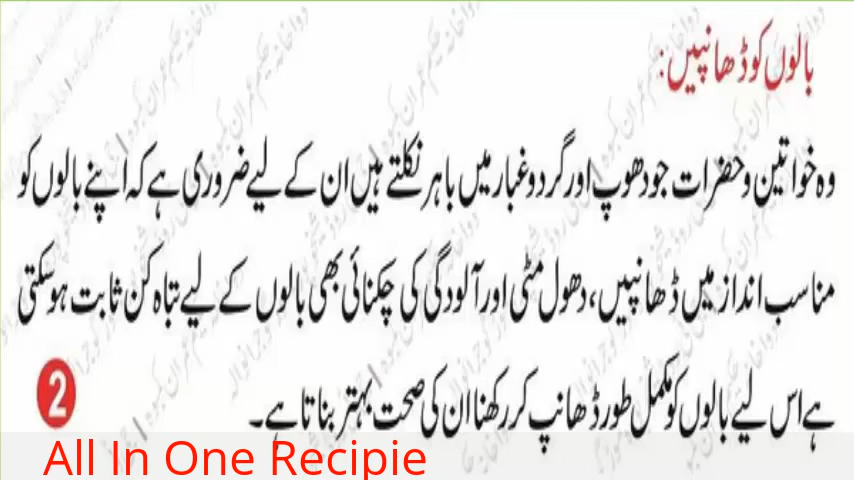 بالوں کو ڈھانپیں:
وہ خواتین و حضرات جو دھوپ اور گرد و غبار میں باہر نکلتے ہیں ان کے لیے ضروری ہے کہ اپنے بالوں کو
مناسب انداز میں ڈھانپیں، دھول مٹی اور آلودگی کی چکنائی بھی بالوں کے لیے تباہ کن ثابت ہوسکتی
ہے اس لیے بالوں کو مکمل طور ڈھانپ کر رکھنا ان کی صحت بہتر بناتا ہے۔
2
All In One Recipie